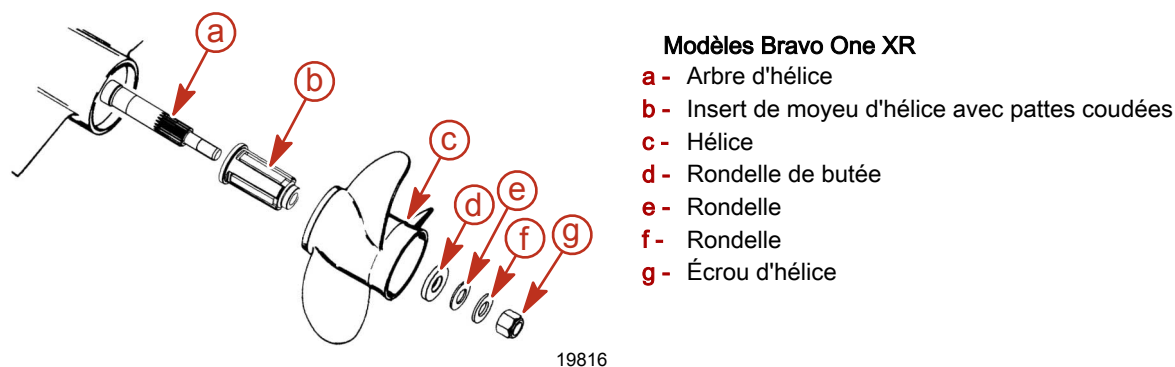 a
b
c
d
e
f
g
19816
Modèles Bravo One XR
a - Arbre d'hélice
b - Insert de moyeu d'hélice avec pattes coudées
c - Hélice
d - Rondelle de butée
e - Rondelle
f - Rondelle
g - Écrou d'hélice